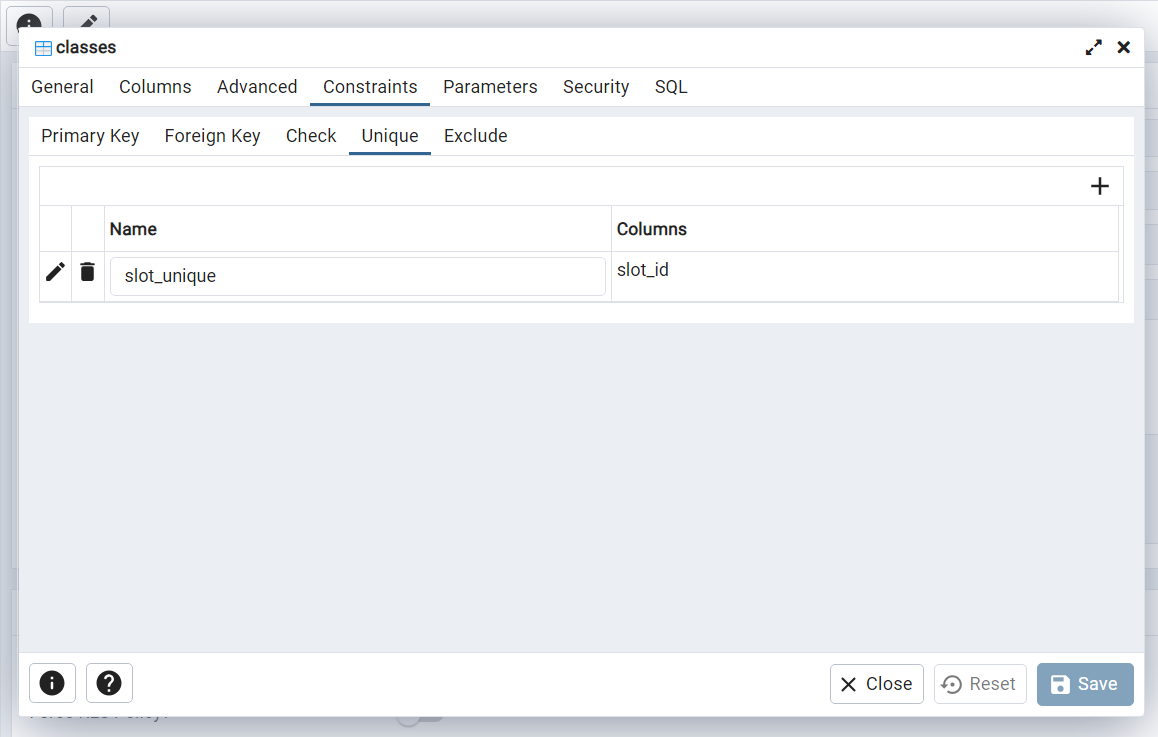 classes
General Columns Advanced Constraints Parameters Security SQL
Primary Key Foreign Key Check Unique Exclude
Name Columns
slot_unique slot_id
Close Reset Save